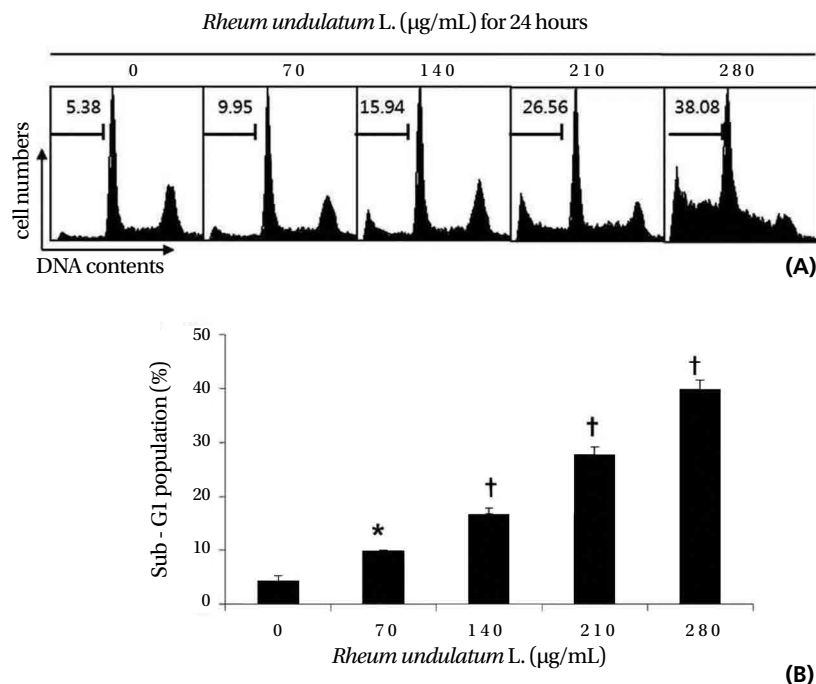 Rheum undulatum L. (µg/mL) for 24 hours
0 70 140 210 280
5.38 9.95 15.94 26.56 38.08
cell numbers
DNA contents
(A)
50
40
30
20
10
0
Sub - G1 population (%)
* † † †
0 70 140 210 280
Rheum undulatum L. (µg/mL)
(B)